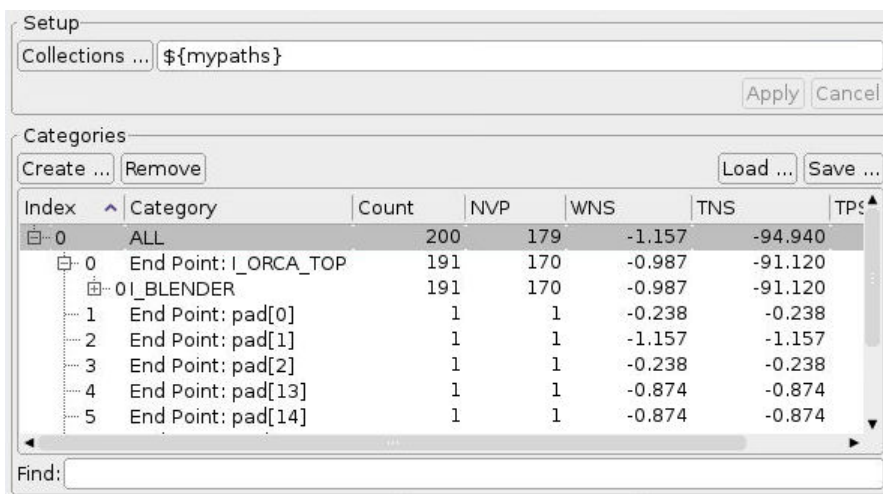 Setup
Collections ... ${mypaths}
Apply Cancel
Categories
Create ... Remove Load ... Save ...
Index Category Count NVP WNS TNS TPS
0 ALL 200 179 -1.157 -94.940
0 End Point: I_ORCA_TOP 191 170 -0.987 -91.120
0 I_BLENDER 191 170 -0.987 -91.120
1 End Point: pad[0] 1 1 -0.238 -0.238
2 End Point: pad[1] 1 1 -1.157 -1.157
3 End Point: pad[2] 1 1 -0.238 -0.238
4 End Point: pad[13] 1 1 -0.874 -0.874
5 End Point: pad[14] 1 1 -0.874 -0.874
Find: